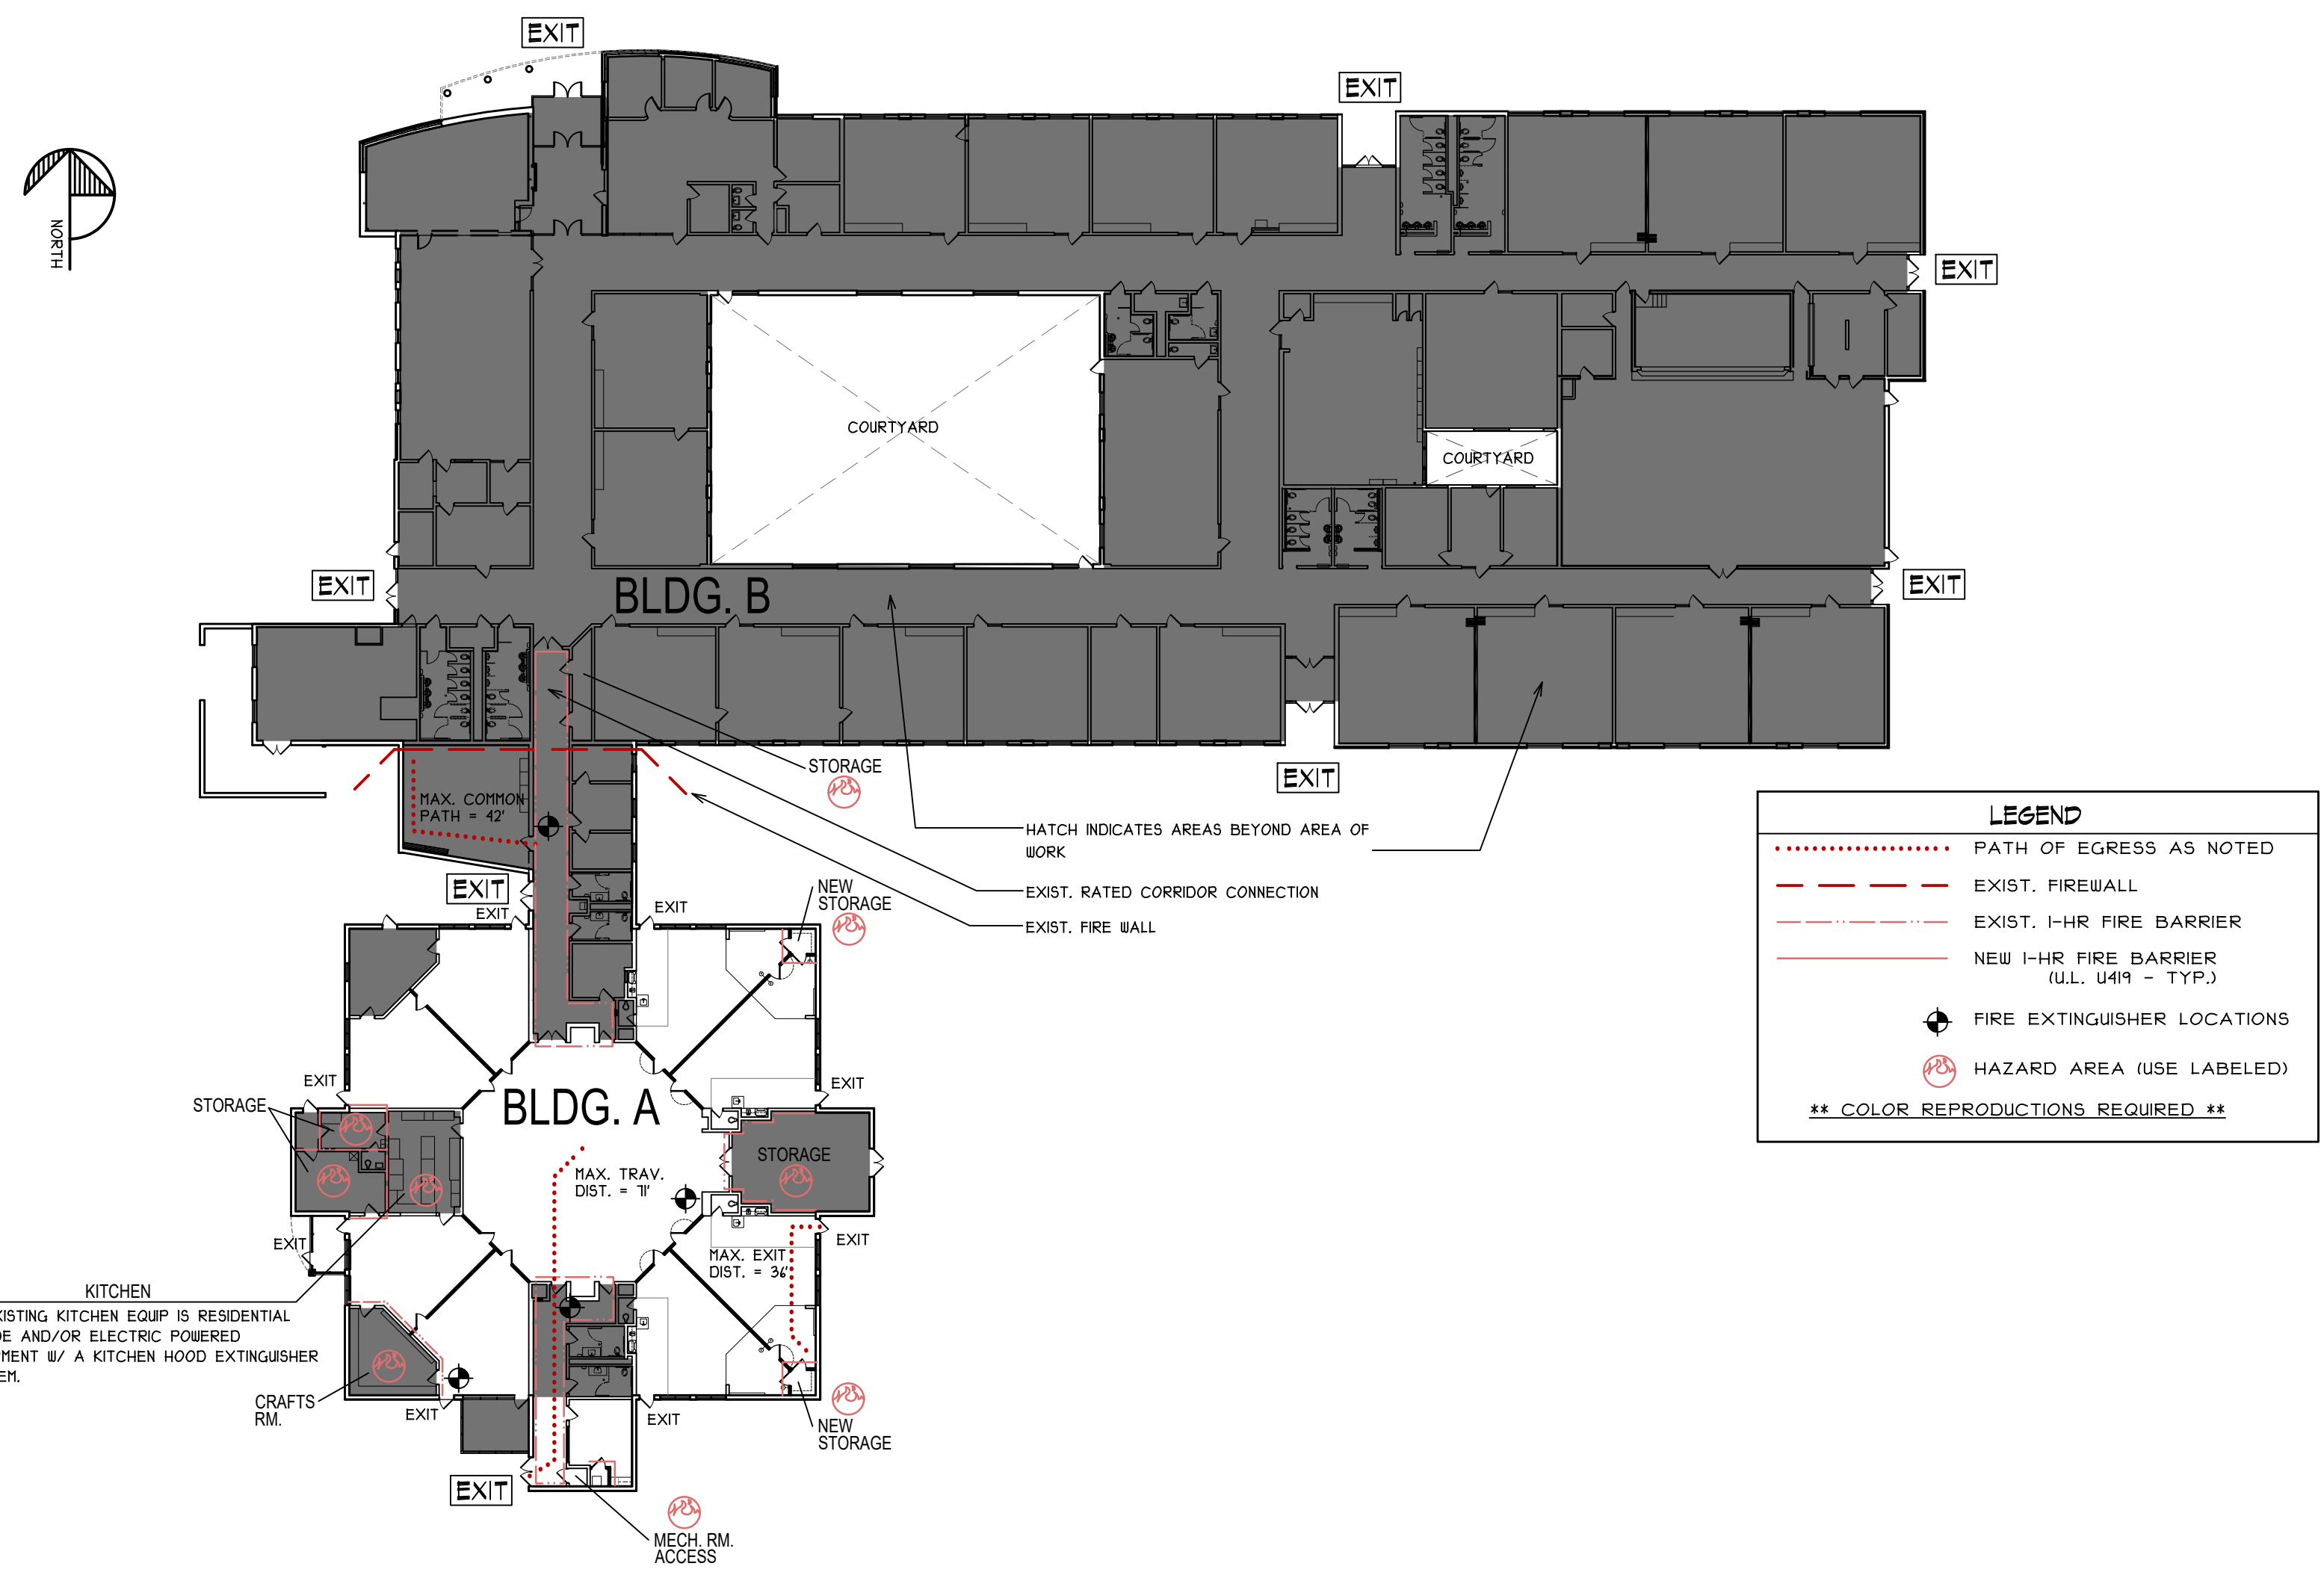 EXIT
EXIT
NORTH
EXIT
COURTYARD
COURTYARD
EXIT
BLDG. B
EXIT
STORAGE
EXIT
MAX. COMMON
PATH = 42'
HATCH INDICATES AREAS BEYOND AREA OF
WORK
EXIT
EXIT
NEW
STORAGE
EXIST. RATED CORRIDOR CONNECTION
EXIT
EXIST. FIRE WALL
LEGEND
PATH OF EGRESS AS NOTED
EXIST. FIREWALL
EXIST. 1-HR FIRE BARRIER
NEW 1-HR FIRE BARRIER
(U.L. U419 - TYP.)
FIRE EXTINGUISHER LOCATIONS
HAZARD AREA (USE LABELED)
** COLOR REPRODUCTIONS REQUIRED **
EXIT
EXIT
STORAGE
BLDG. A
STORAGE
MAX. TRAV.
DIST. = 71'
EXIT
EXIT
MAX. EXIT
DIST. = 36'
KITCHEN
XISTING KITCHEN EQUIP IS RESIDENTIAL
DE AND/OR ELECTRIC POWERED
PMENT W/ A KITCHEN HOOD EXTINGUISHER
EM.
CRAFTS
RM.
EXIT
EXIT
NEW
STORAGE
EXIT
MECH. RM.
ACCESS